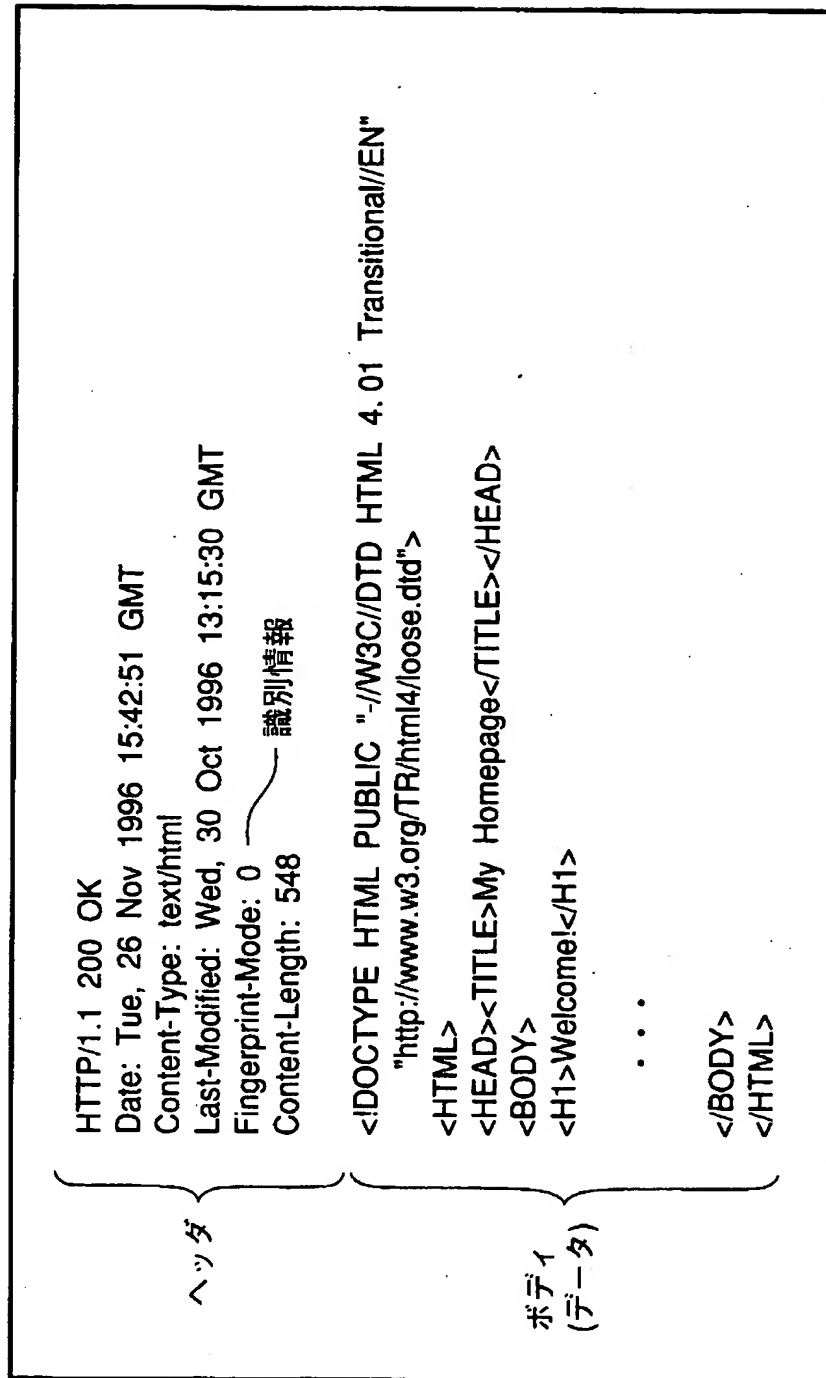 ヘッダ
HTTP/1.1 200 OK
Date: Tue, 26 Nov 1996 15:42:51 GMT
Content-Type: text/html
Last-Modified: Wed, 30 Oct 1996 13:15:30 GMT
Fingerprint-Mode: 0 識別情報
Content-Length: 548
ボディ
(データ)
<!DOCTYPE HTML PUBLIC "-//W3C//DTD HTML 4.01 Transitional//EN"
"http://www.w3.org/TR/html4/loose.dtd">
<HTML>
<HEAD><TITLE>My Homepage</TITLE></HEAD>
<BODY>
<H1>Welcome!</H1>
• • •
</BODY>
</HTML>